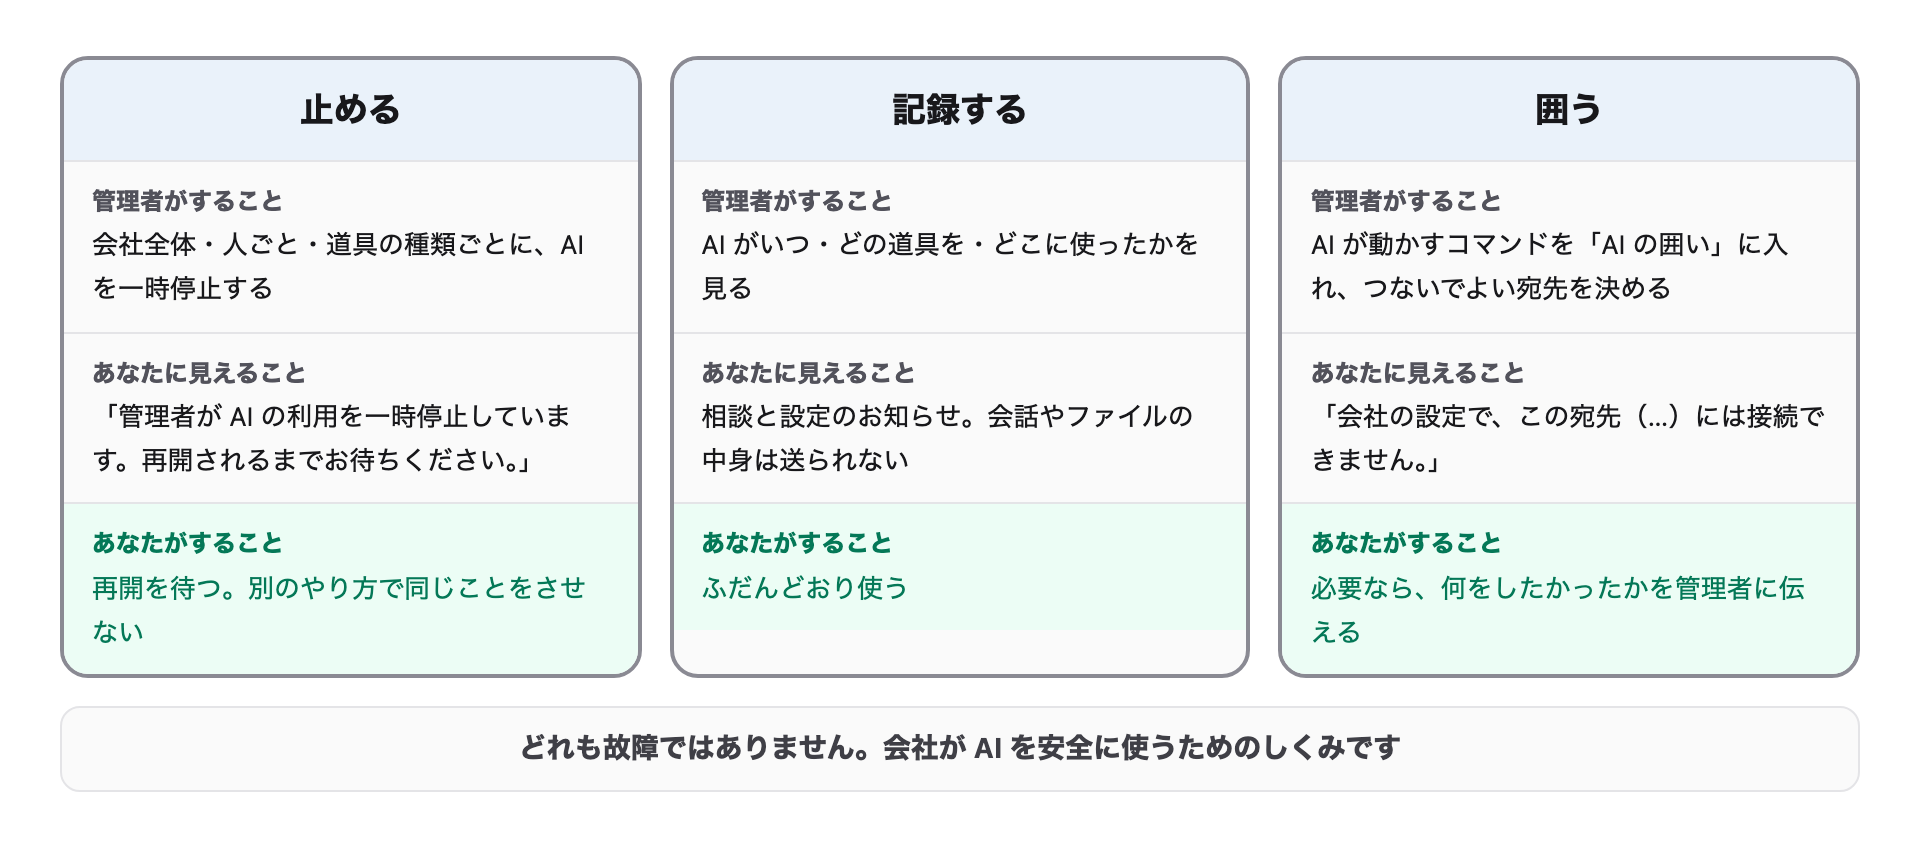 止める
管理者がすること
会社全体・人ごと・道具の種類ごとに、AI
を一時停止する
あなたに見えること
「管理者が AI の利用を一時停止していま
す。再開されるまでお待ちください。」
あなたがすること
再開を待つ。別のやり方で同じことをさせ
ない
記録する
管理者がすること
AI がいつ・どの道具を・どこに使ったかを
見る
あなたに見えること
相談と設定のお知らせ。会話やファイルの
中身は送られない
あなたがすること
ふだんどおり使う
囲う
管理者がすること
AI が動かすコマンドを「AI の囲い」に入
れ、つないでよい宛先を決める
あなたに見えること
「会社の設定で、この宛先（...）には接続で
きません。」
あなたがすること
必要なら、何をしたかったかを管理者に伝
える
どれも故障ではありません。会社が AI を安全に使うためのしくみです